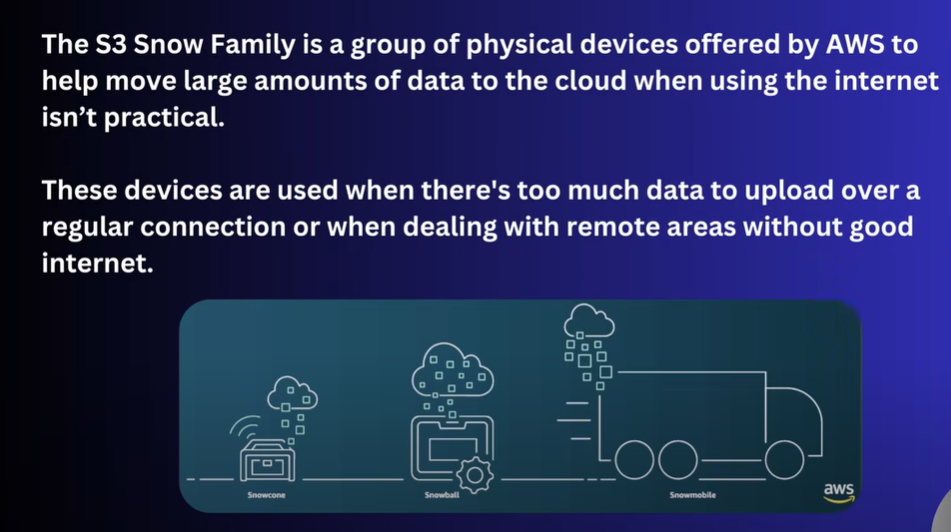 The S3 Snow Family is a group of physical devices offered by AWS to
help move large amounts of data to the cloud when using the internet
isn’t practical.
These devices are used when there's too much data to upload over a
regular connection or when dealing with remote areas without good
internet.
Snowcone
Snowball
Snowmobile
aws